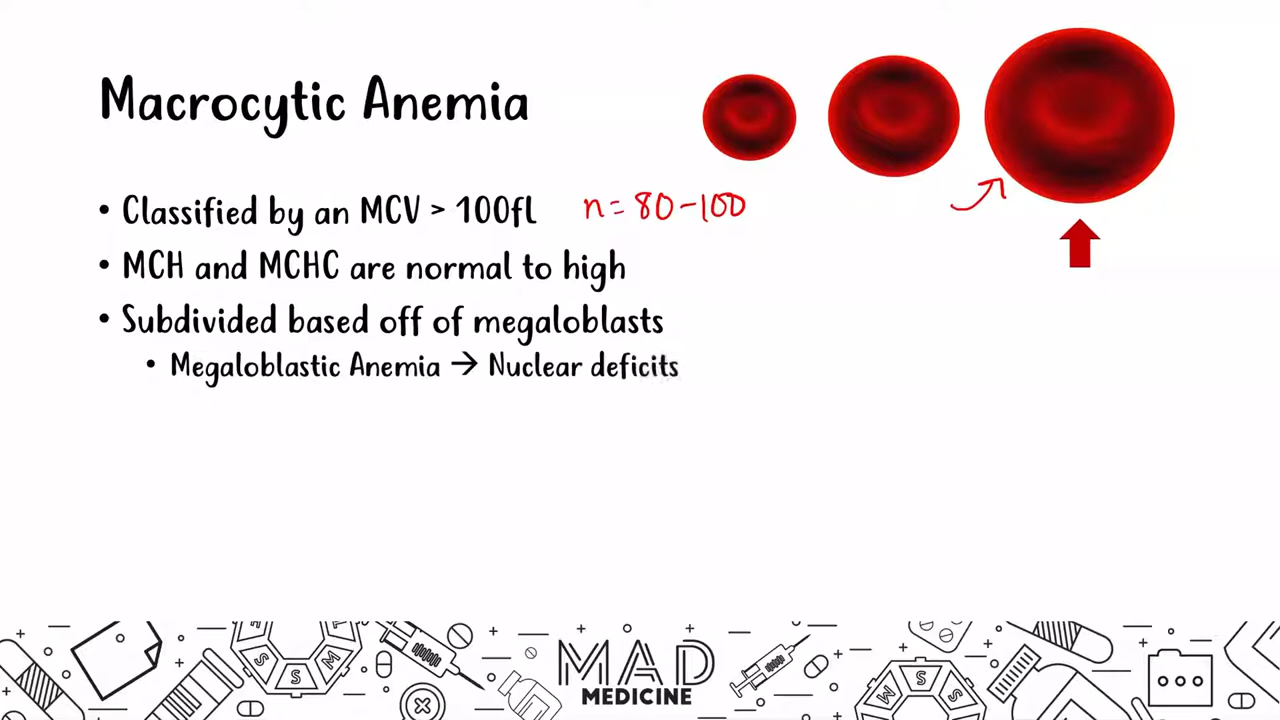 Macrocytic Anemia
• Classified by an MCV > 100fL n = 80-100
• MCH and MCHC are normal to high
• Subdivided based off of megaloblasts
• Megaloblastic Anemia → Nuclear deficits
S S M
MAD
MEDICINE
M S S